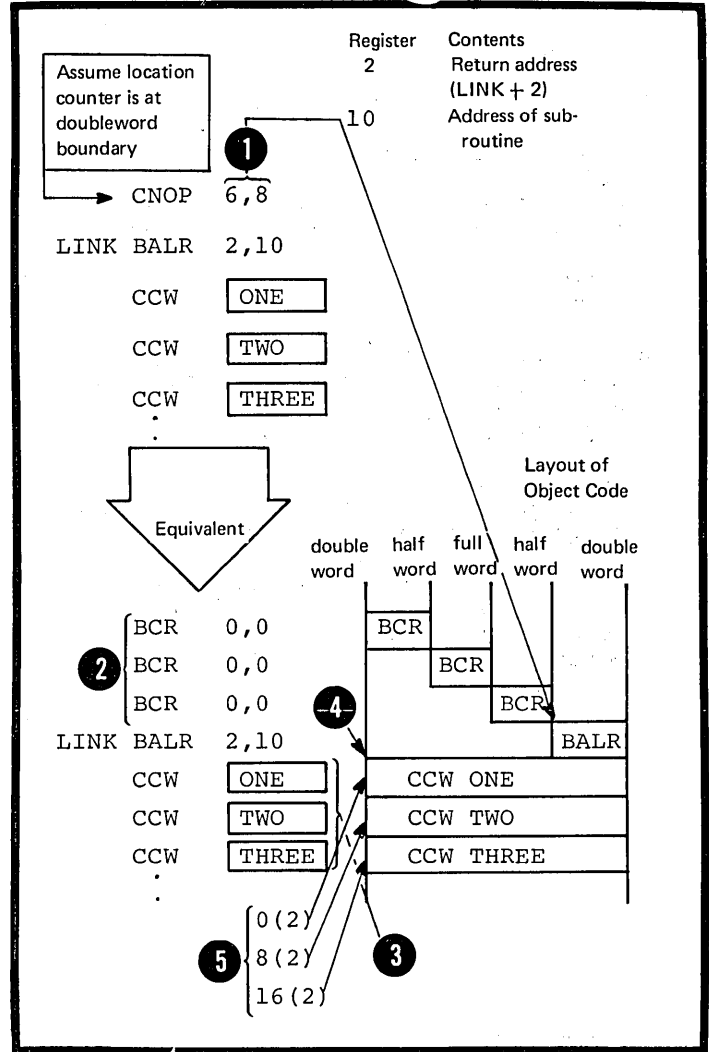 Register Contents
2 Return address
(LINK + 2)
10 Address of sub-
routine
Assume location
counter is at
doubleword
boundary
1
CNOP 6,8
LINK BALR 2,10
CCW ONE
CCW TWO
CCW THREE
.
.
Equivalent
Layout of
Object Code
double half full half double
word word word word word
2
BCR 0,0
BCR 0,0
BCR 0,0
LINK BALR 2,10
CCW ONE
CCW TWO
CCW THREE
.
.
BCR
BCR
BCR
BALR
4
CCW ONE
CCW TWO
CCW THREE
3
5
0(2)
8(2)
16(2)